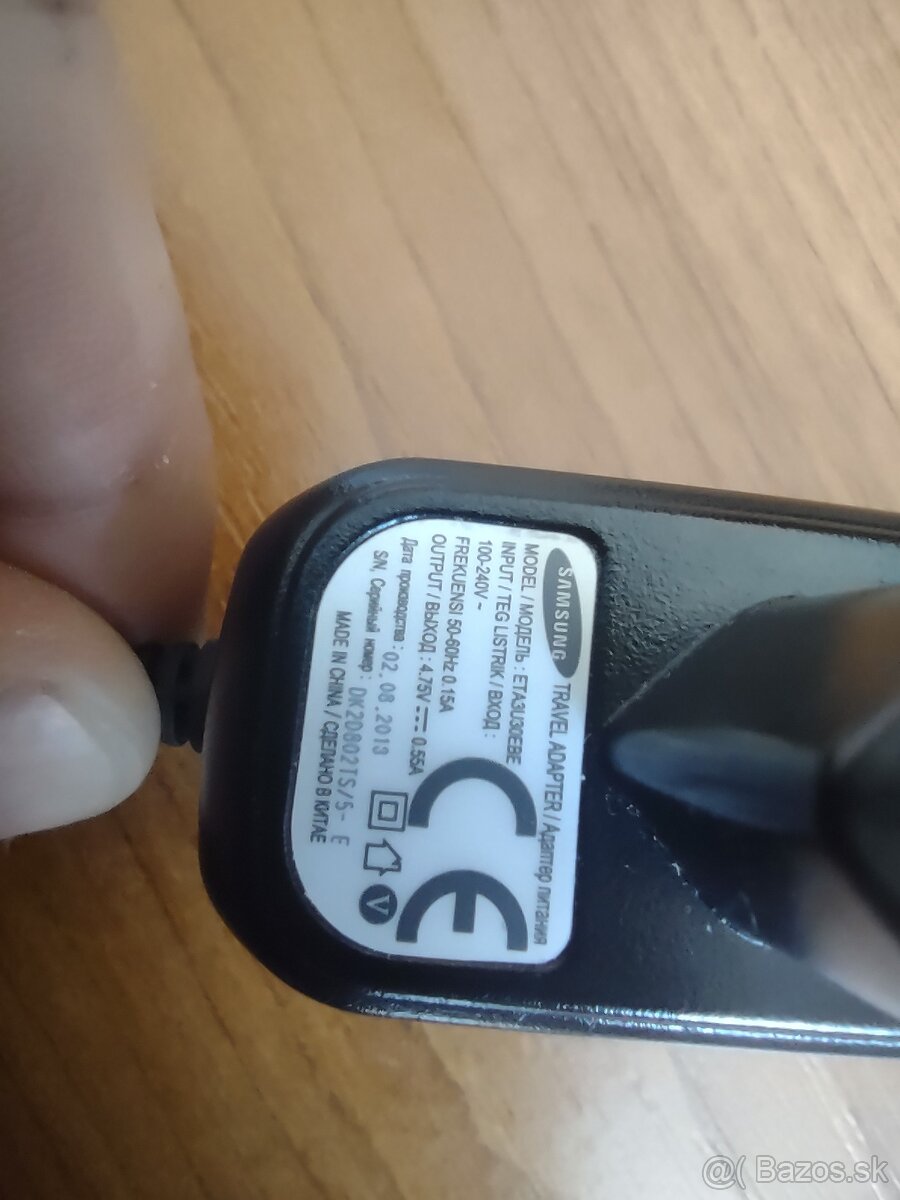 SAMSUNG TRAVEL ADAPTER / Адаптер питания
MODEL / МОДЕЛЬ : ETA3U30EBE
INPUT / TEG LISTRIK / ВХОД :
100-240V ~
FREKUENSI 50-60Hz 0.15A
OUTPUT / ВЫХОД : 4.75V ⎓ 0.55A
Дата производства : 02.08.2013
S/N, Серийный номер : DK2D802TS/5- E
MADE IN CHINA / СДЕЛАНО В КИТАЕ
CE
V
@( Bazos.sk